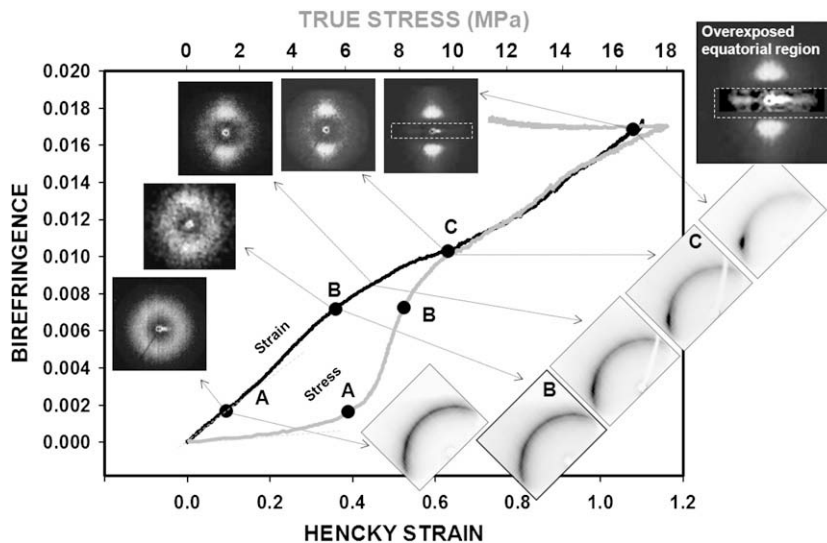 TRUE STRESS (MPa)
0 2 4 6 8 10 12 14 16 18
Overexposed
equatorial region
BIREFRINGENCE
0.020
0.018
0.016
0.014
0.012
0.010
0.008
0.006
0.004
0.002
0.000
C
C
B
B
B
Strain
A
Stress
A
0.0 0.2 0.4 0.6 0.8 1.0 1.2
HENCKY STRAIN